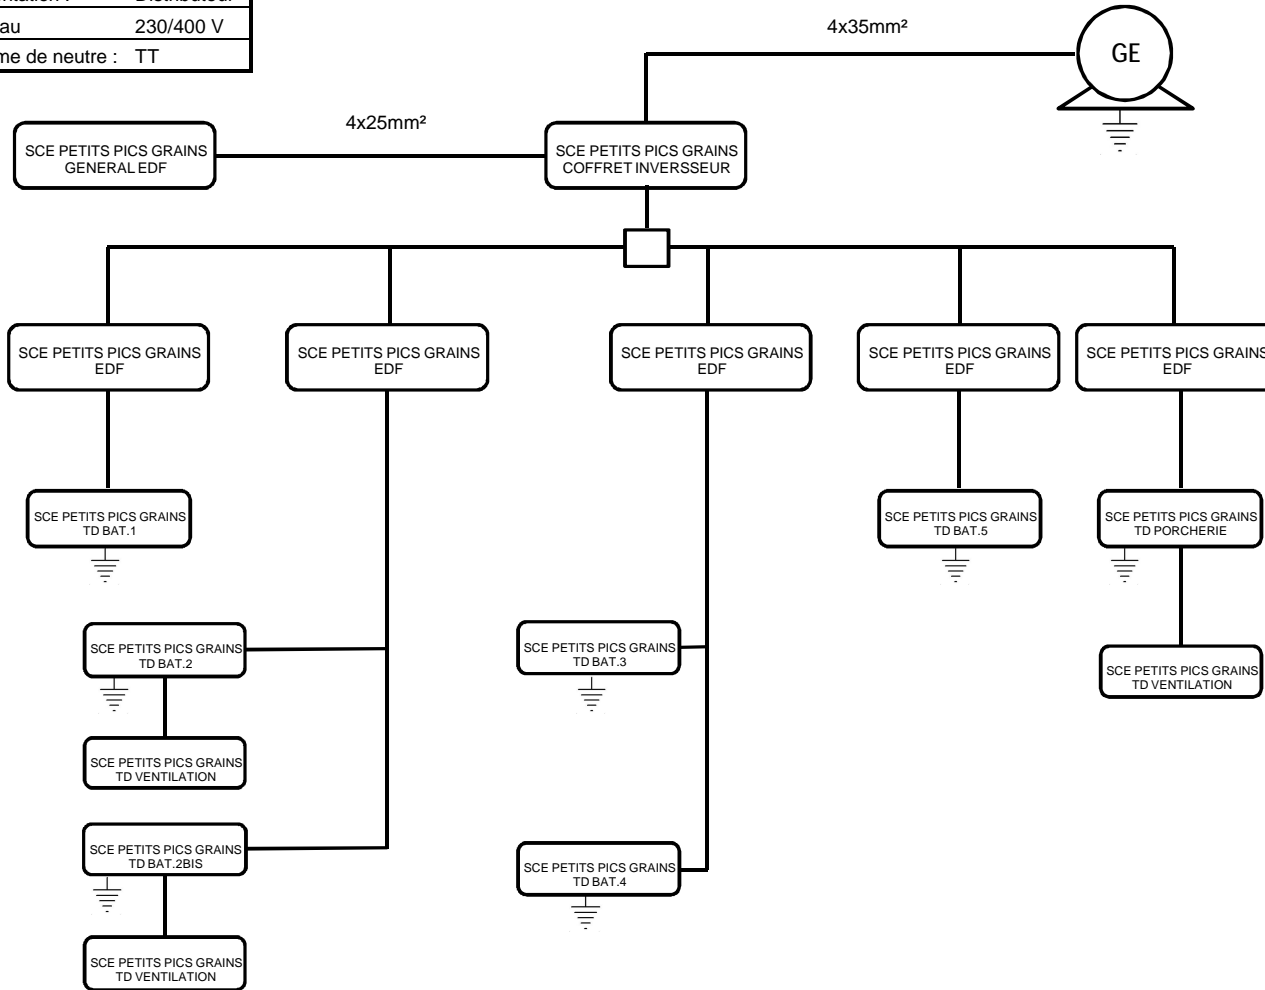 Distributeur
230/400 V
de neutre : TT
4x35mm²
GE
4x25mm²
SCE PETITS PICS GRAINS
GENERAL EDF
SCE PETITS PICS GRAINS
COFFRET INVERSSEUR
SCE PETITS PICS GRAINS
EDF
SCE PETITS PICS GRAINS
EDF
SCE PETITS PICS GRAINS
EDF
SCE PETITS PICS GRAINS
EDF
SCE PETITS PICS GRAINS
EDF
SCE PETITS PICS GRAINS
TD BAT.1
SCE PETITS PICS GRAINS
TD BAT.5
SCE PETITS PICS GRAINS
TD PORCHERIE
SCE PETITS PICS GRAINS
TD BAT.2
SCE PETITS PICS GRAINS
TD BAT.3
SCE PETITS PICS GRAINS
TD VENTILATION
SCE PETITS PICS GRAINS
TD VENTILATION
SCE PETITS PICS GRAINS
TD BAT.2BIS
SCE PETITS PICS GRAINS
TD BAT.4
SCE PETITS PICS GRAINS
TD VENTILATION